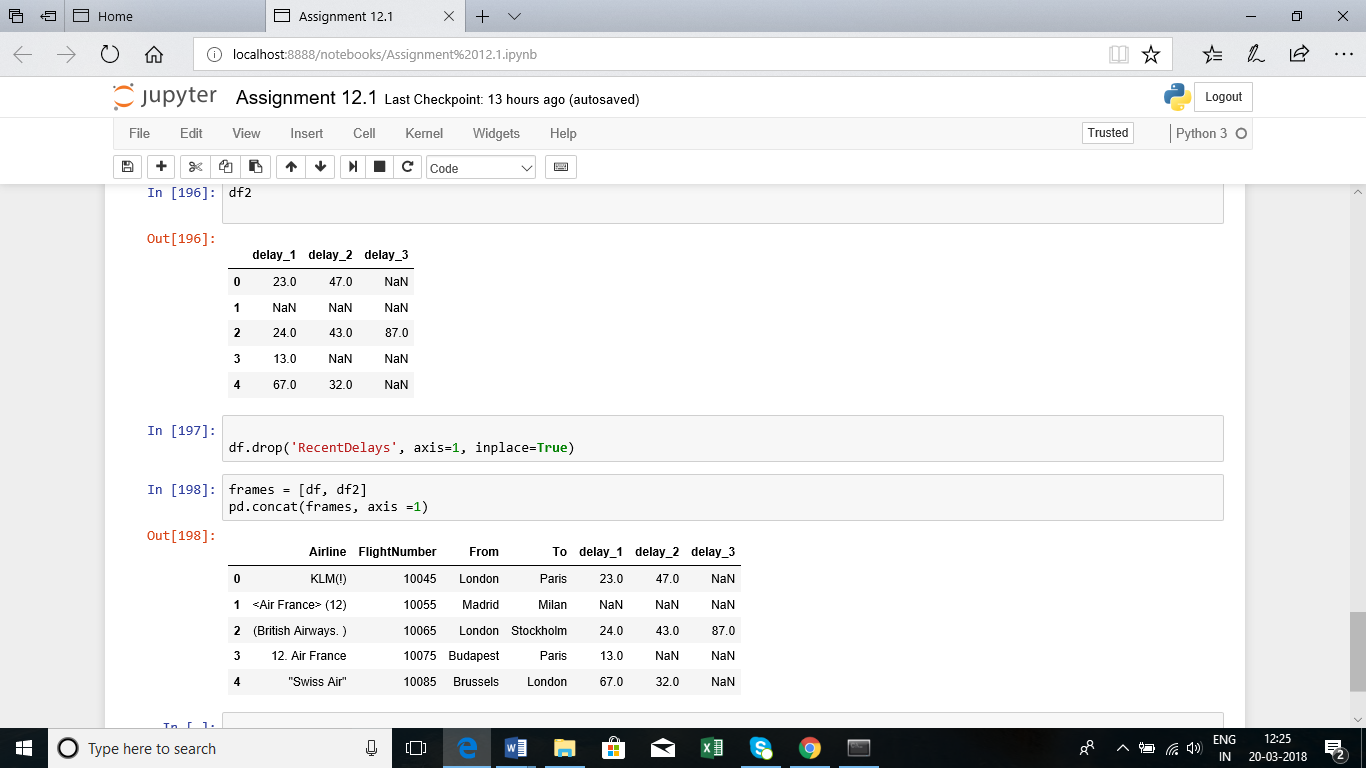 Home
Assignment 12.1
localhost:8888/notebooks/Assignment%2012.1.ipynb
jupyter Assignment 12.1 Last Checkpoint: 13 hours ago (autosaved)
Logout
File Edit View Insert Cell Kernel Widgets Help
Trusted
Python 3
Code
In [196]: df2
Out[196]:
delay_1 delay_2 delay_3
0 23.0 47.0 NaN
1 NaN NaN NaN
2 24.0 43.0 87.0
3 13.0 NaN NaN
4 67.0 32.0 NaN
In [197]:
df.drop('RecentDelays', axis=1, inplace=True)
In [198]: frames = [df, df2]
pd.concat(frames, axis =1)
Out[198]:
Airline FlightNumber From To delay_1 delay_2 delay_3
0 KLM(!) 10045 London Paris 23.0 47.0 NaN
1 <Air France> (12) 10055 Madrid Milan NaN NaN NaN
2 (British Airways. ) 10065 London Stockholm 24.0 43.0 87.0
3 12. Air France 10075 Budapest Paris 13.0 NaN NaN
4 "Swiss Air" 10085 Brussels London 67.0 32.0 NaN
In [ ]:
Type here to search
ENG
IN
12:25
20-03-2018
2